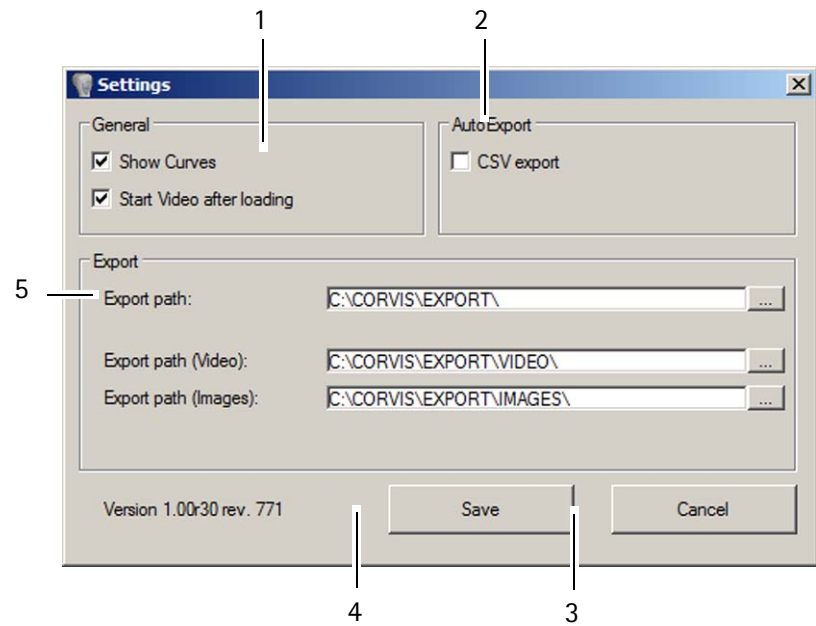 1 2
Settings
General AutoExport
Show Curves CSV export
Start Video after loading
Export
5 Export path: C:\CORVIS\EXPORT\ ...
Export path (Video): C:\CORVIS\EXPORT\VIDEO\ ...
Export path (Images): C:\CORVIS\EXPORT\IMAGES\ ...
Version 1.00r30 rev. 771 Save Cancel
4 3